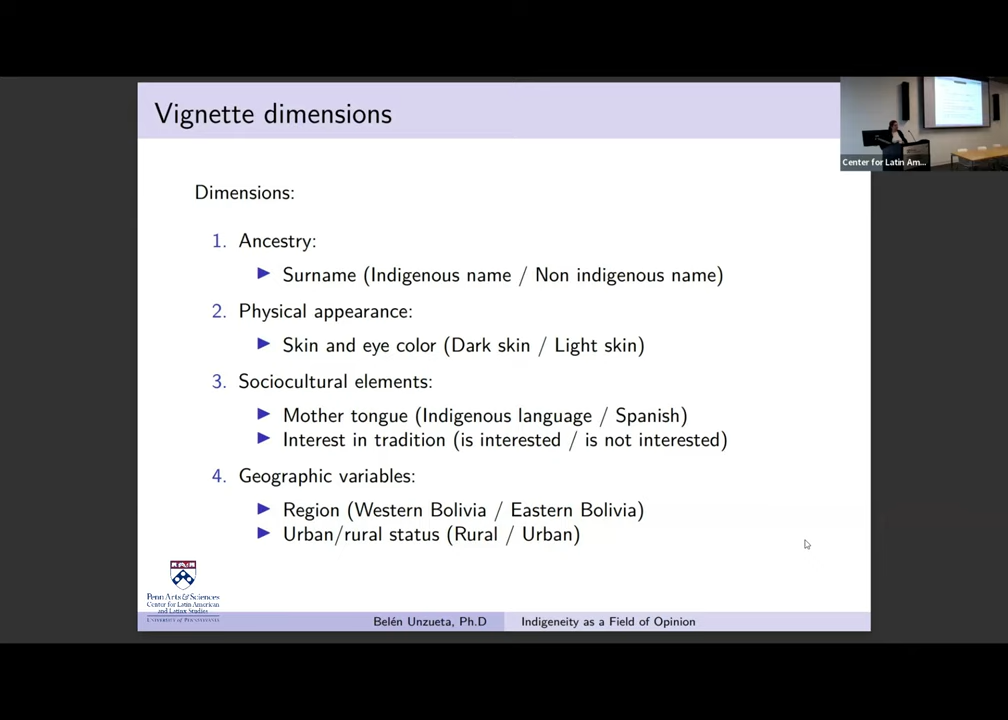 Vignette dimensions
Center for Latin Am...
Dimensions:
1. Ancestry:
▶ Surname (Indigenous name / Non indigenous name)
2. Physical appearance:
▶ Skin and eye color (Dark skin / Light skin)
3. Sociocultural elements:
▶ Mother tongue (Indigenous language / Spanish)
▶ Interest in tradition (is interested / is not interested)
4. Geographic variables:
▶ Region (Western Bolivia / Eastern Bolivia)
▶ Urban/rural status (Rural / Urban)
Penn Arts & Sciences
Center for Latin American
and Latinx Studies
UNIVERSITY OF PENNSYLVANIA
Belén Unzueta, Ph.D
Indigeneity as a Field of Opinion